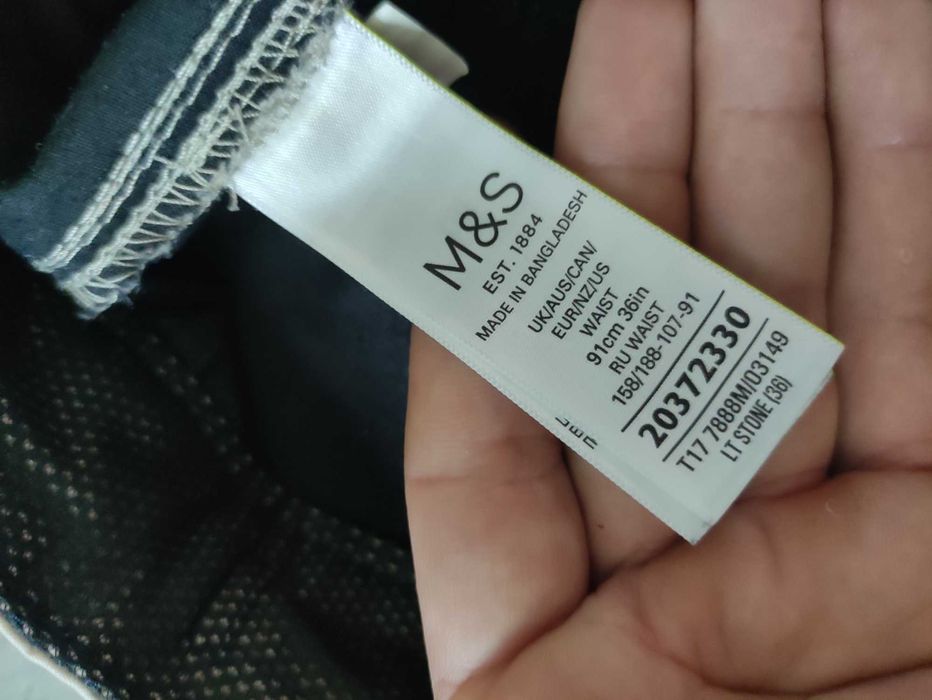 M&S
EST. 1884
MADE IN BANGLADESH
UK/AUS/CAN/
EUR/NZ/US
WAIST
91cm 36in
RU WAIST
158/188-107-91
20372330
T17 7888M/03149
LT STONE (36)